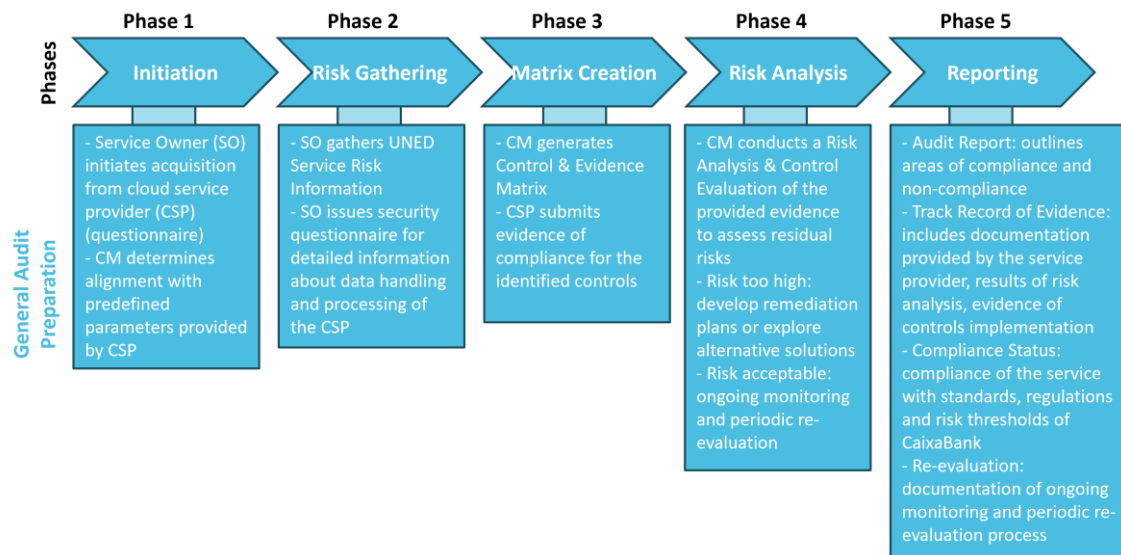 Phase 1
Phase 2
Phase 3
Phase 4
Phase 5
Phases
Initiation
Risk Gathering
Matrix Creation
Risk Analysis
Reporting
General Audit
Preparation
- Service Owner (SO)
initiates acquisition
from cloud service
provider (CSP)
(questionnaire)
- CM determines
alignment with
predefined
parameters provided
by CSP
- SO gathers UNED
Service Risk
Information
- SO issues security
questionnaire for
detailed information
about data handling
and processing of
the CSP
- CM generates
Control & Evidence
Matrix
- CSP submits
evidence of
compliance for the
identified controls
- CM conducts a Risk
Analysis & Control
Evaluation of the
provided evidence
to assess residual
risks
- Risk too high:
develop remediation
plans or explore
alternative solutions
- Risk acceptable:
ongoing monitoring
and periodic re-
evaluation
- Audit Report: outlines
areas of compliance and
non-compliance
- Track Record of Evidence:
includes documentation
provided by the service
provider, results of risk
analysis, evidence of
controls implementation
- Compliance Status:
compliance of the service
with standards, regulations
and risk thresholds of
CaixaBank
- Re-evaluation:
documentation of ongoing
monitoring and periodic re-
evaluation process